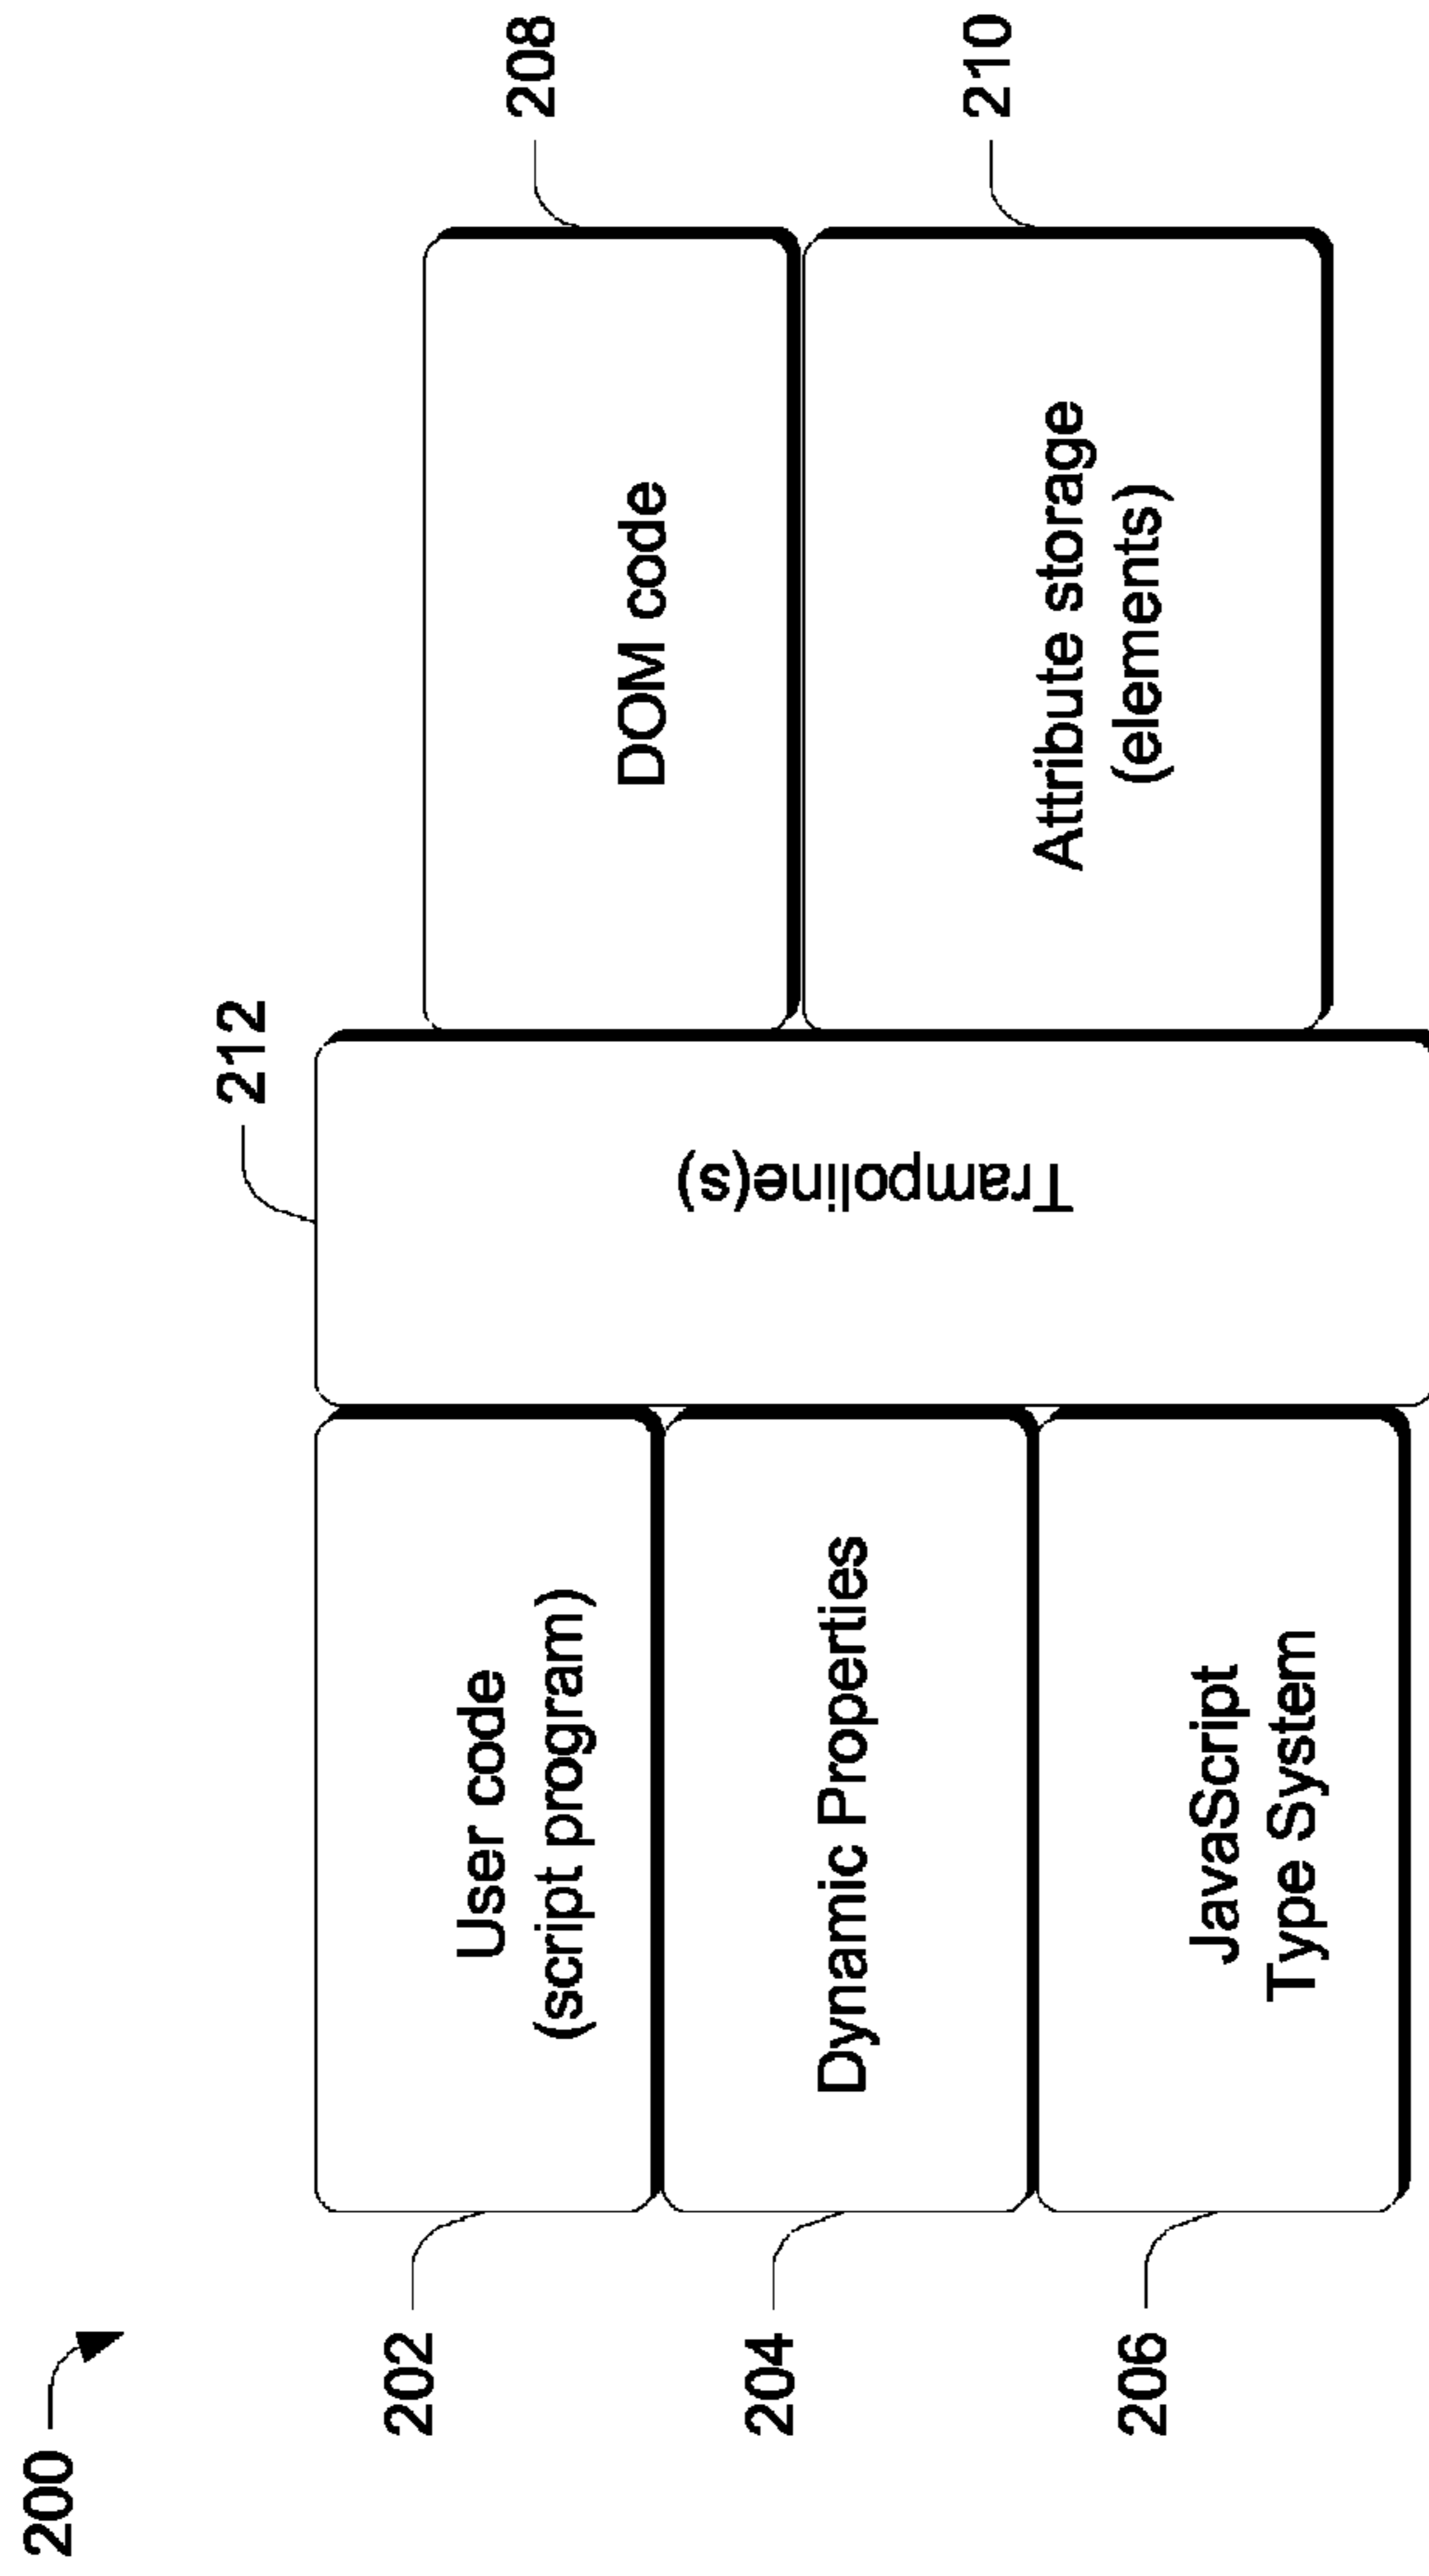 200
202
User code
(script program)
204
Dynamic Properties
206
JavaScript
Type System
212
Trampoline(s)
208
DOM code
210
Attribute storage
(elements)